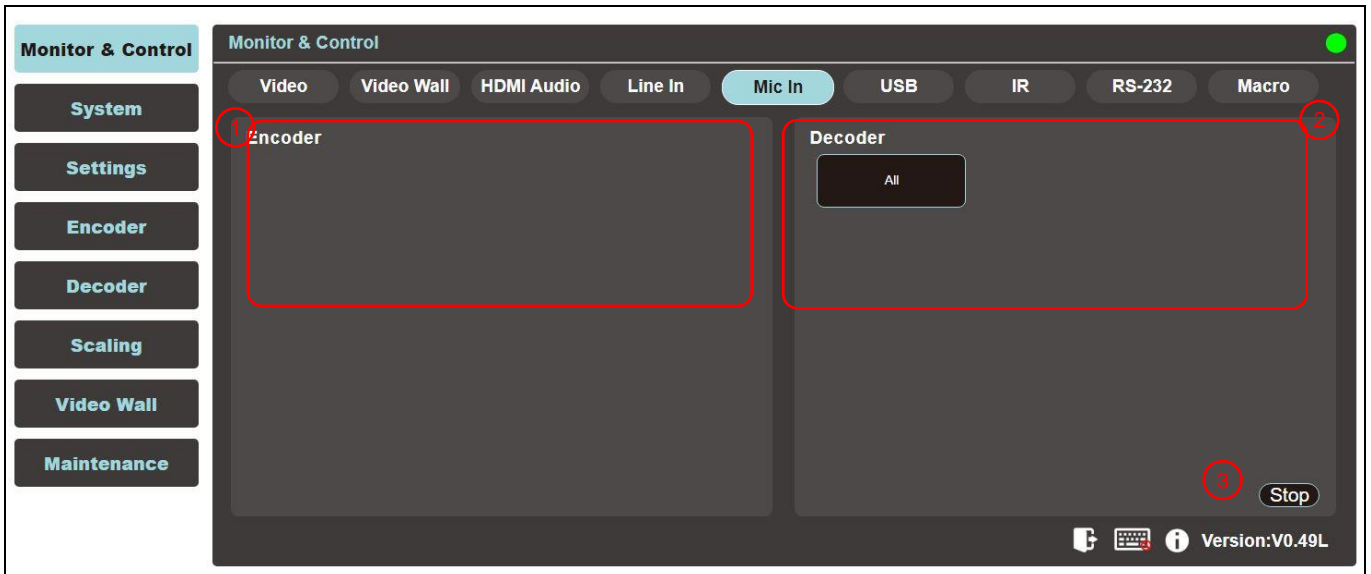 Monitor & Control
System
Settings
Encoder
Decoder
Scaling
Video Wall
Maintenance
Monitor & Control
Video Video Wall HDMI Audio Line In Mic In USB IR RS-232 Macro
1
Encoder
2
Decoder
All
3
Stop
Version:V0.49L